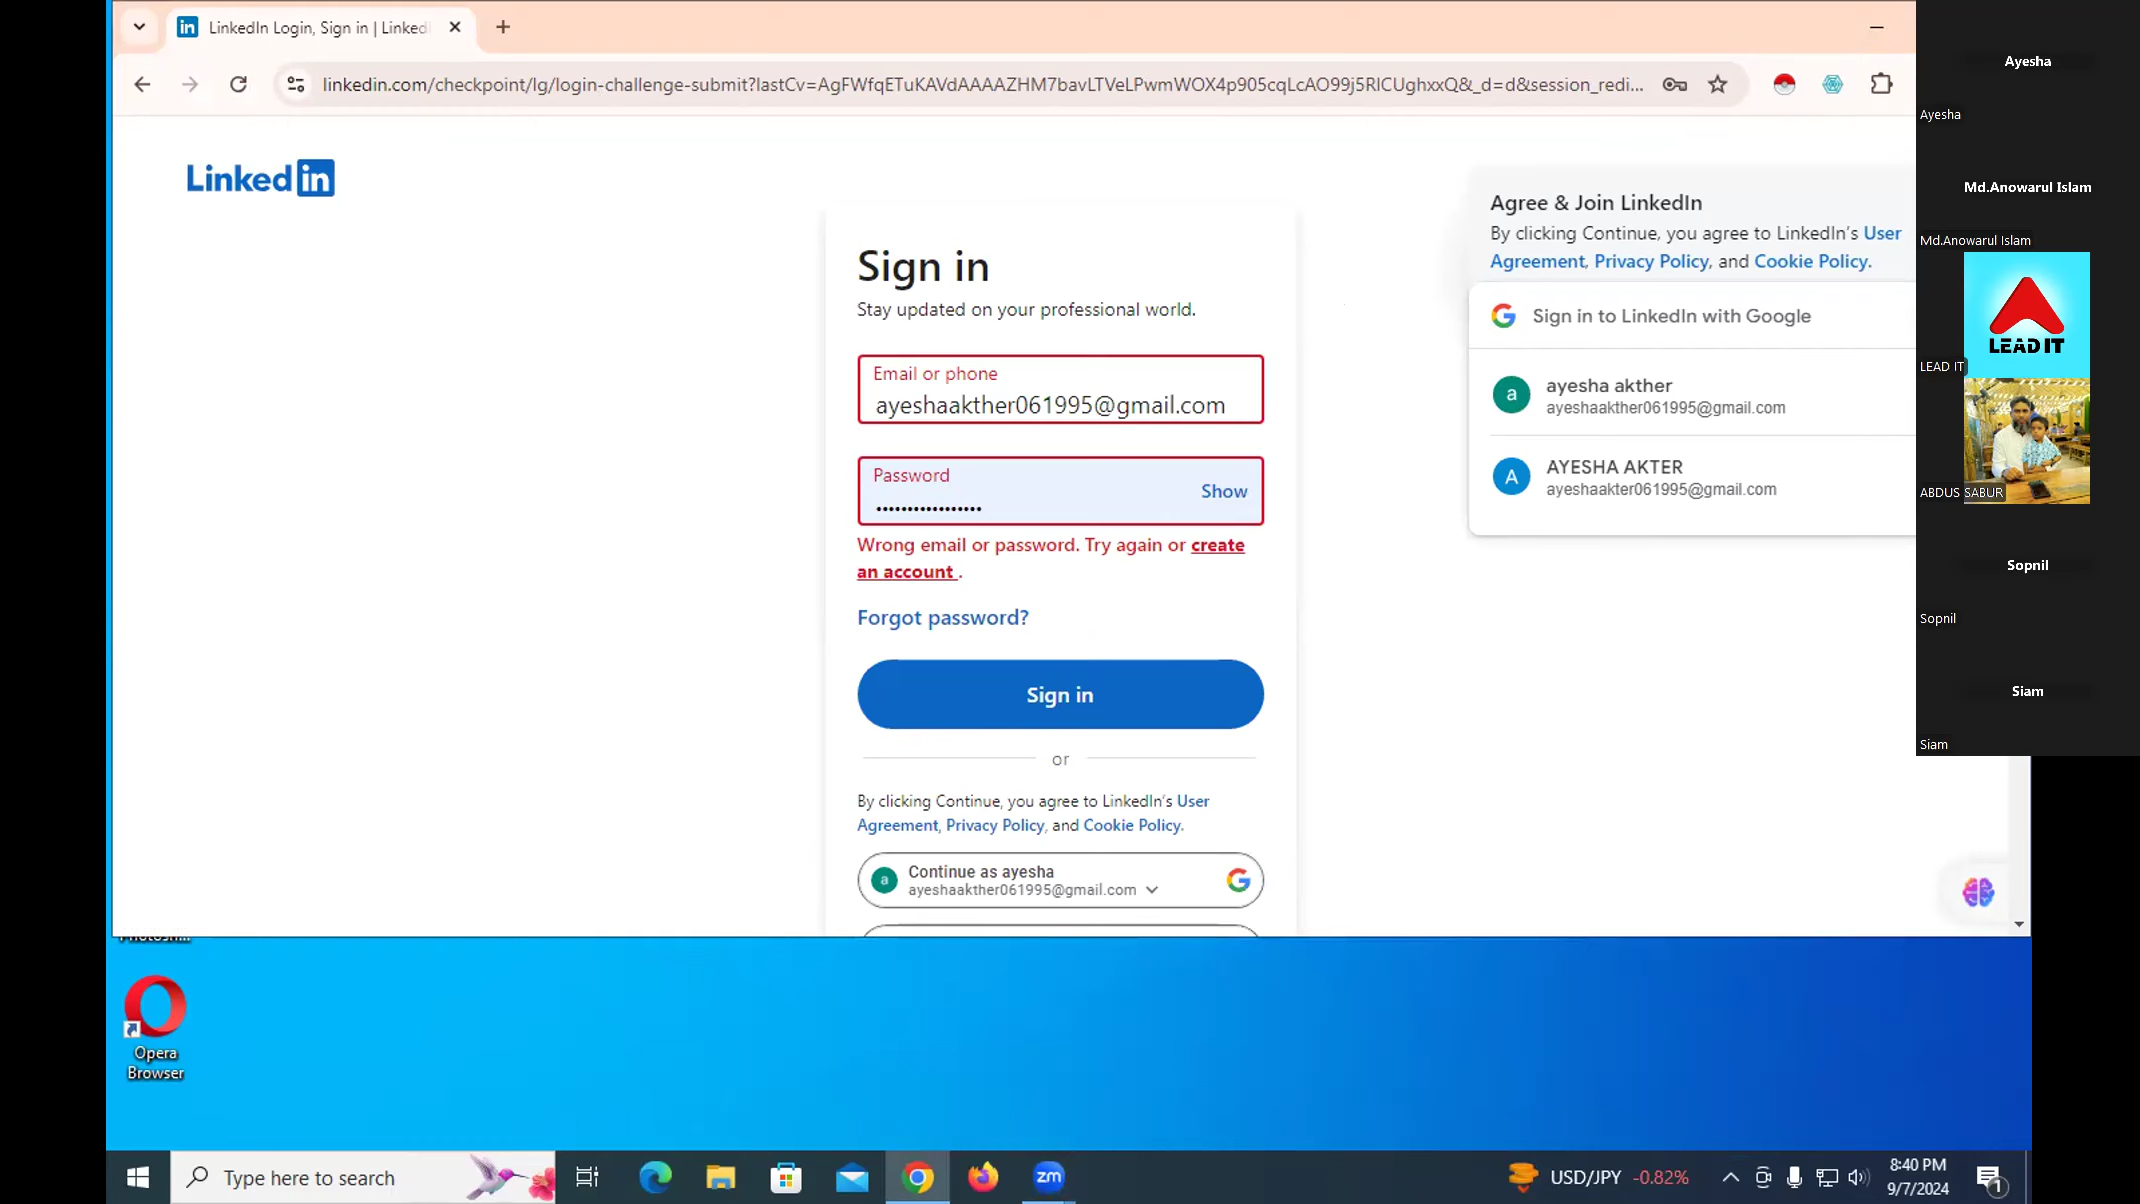 LinkedIn Login, Sign in | Linked
linkedin.com/checkpoint/lg/login-challenge-submit?lastCv=AgFWfqETuKAVdAAAAZHM7bavLTVeLPwmWOX4p905cqLcAO99j5RlCUghxxQ&_d=d&session_redi...
Linked in
Sign in
Stay updated on your professional world.
Email or phone
ayeshaakther061995@gmail.com
Password
Show
Wrong email or password. Try again or create
an account .
Forgot password?
Sign in
or
By clicking Continue, you agree to LinkedIn's User
Agreement, Privacy Policy, and Cookie Policy.
a
Continue as ayesha
ayeshaakther061995@gmail.com
Agree & Join LinkedIn
By clicking Continue, you agree to LinkedIn's User
Agreement, Privacy Policy, and Cookie Policy.
Sign in to LinkedIn with Google
a
ayesha akther
ayeshaakther061995@gmail.com
A
AYESHA AKTER
ayeshaakter061995@gmail.com
Ayesha
Ayesha
Md.Anowarul Islam
Md.Anowarul Islam
LEAD IT
LEAD IT
ABDUS SABUR
Sopnil
Sopnil
Siam
Siam
Opera
Browser
Type here to search
zm
USD/JPY -0.82%
8:40 PM
9/7/2024
1